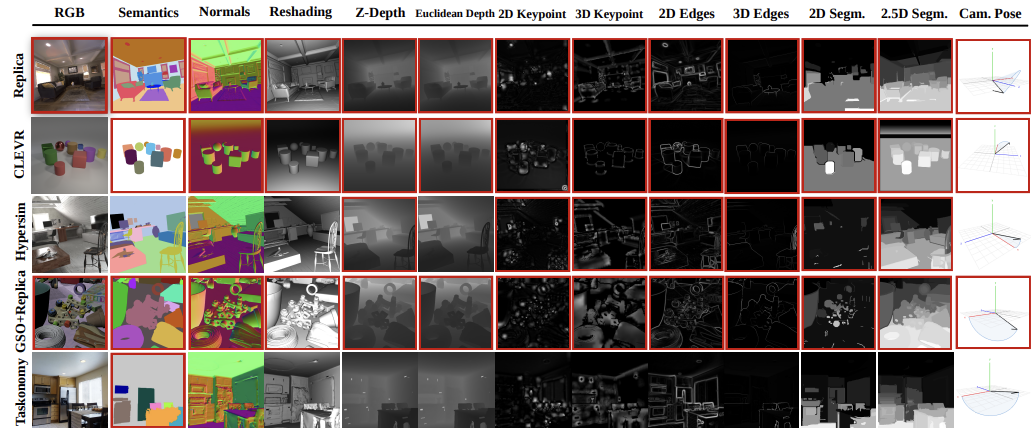 RGB Semantics Normals Reshading Z-Depth Euclidean Depth 2D Keypoint 3D Keypoint 2D Edges 3D Edges 2D Segm. 2.5D Segm. Cam. Pose
Replica
CLEVR
Hypersim
GSO+Replica
Taskonomy